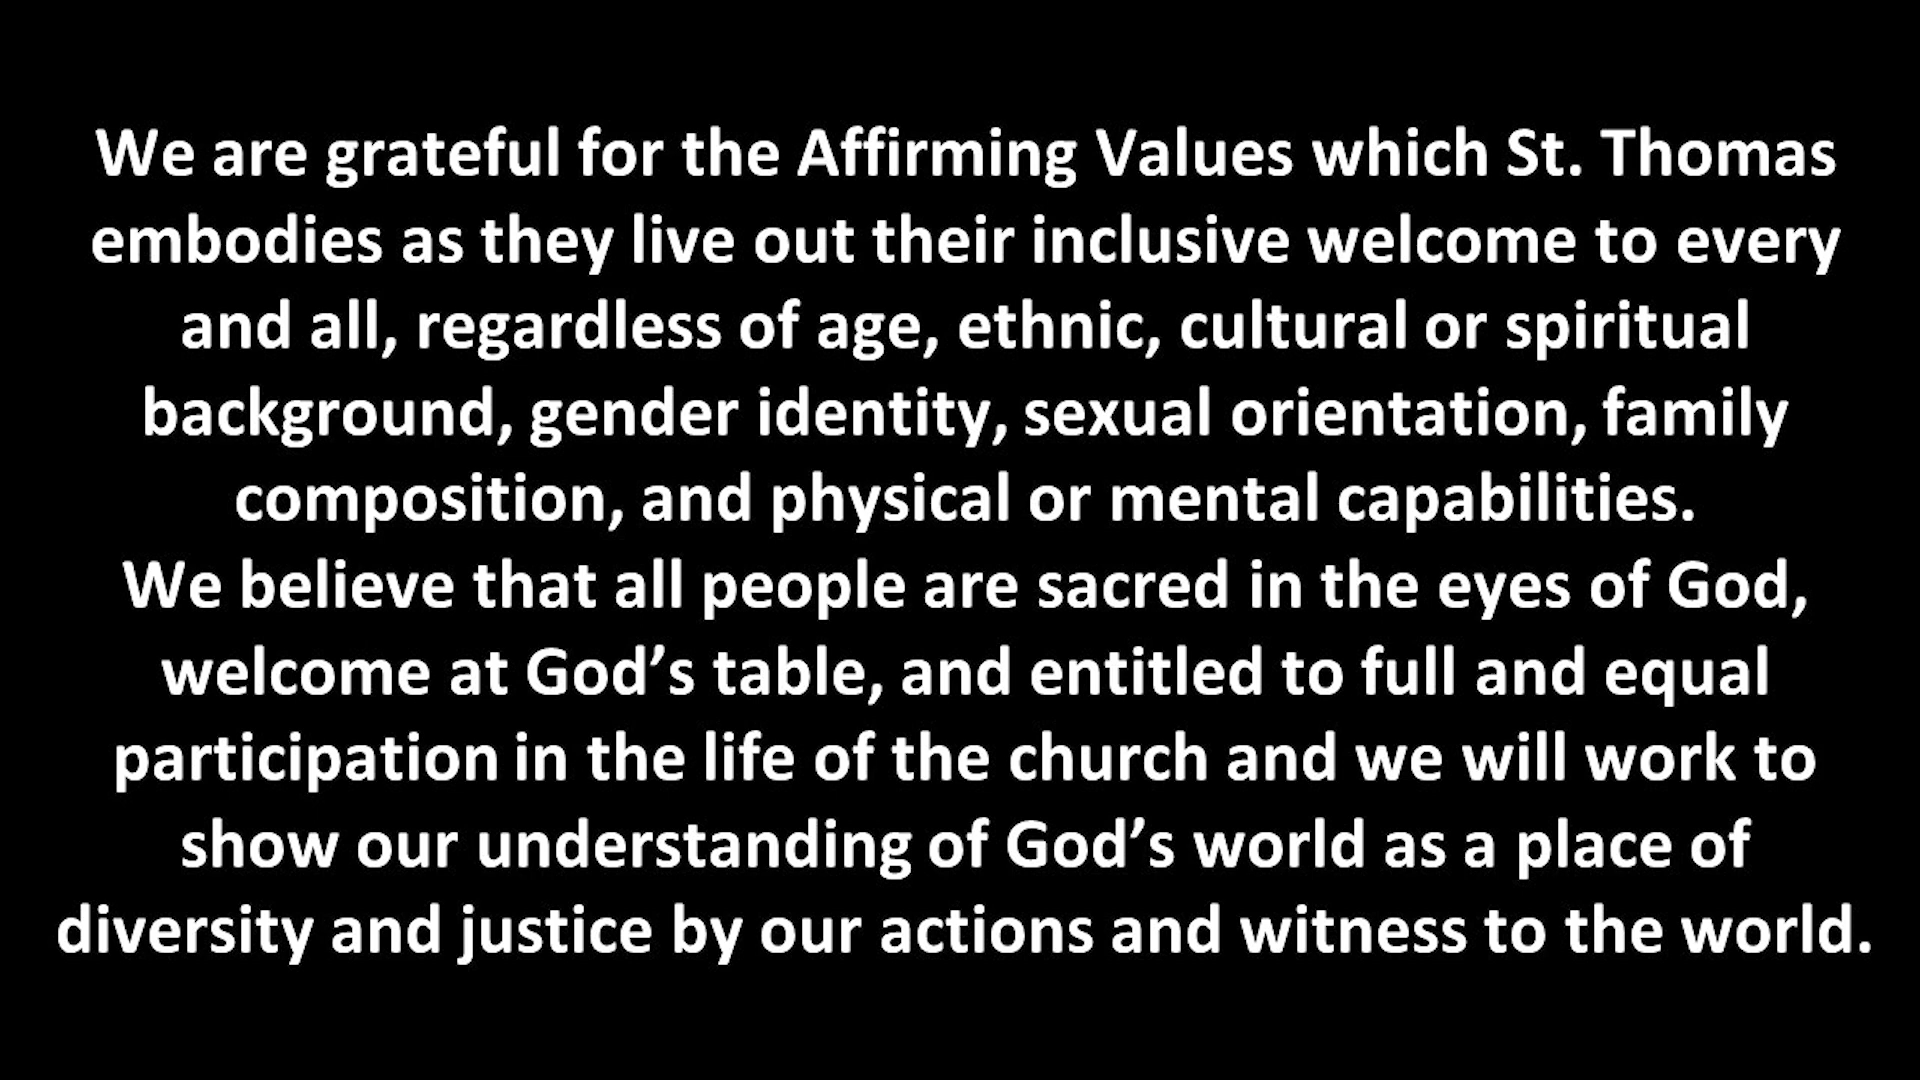 We are grateful for the Affirming Values which St. Thomas
embodies as they live out their inclusive welcome to every
and all, regardless of age, ethnic, cultural or spiritual
background, gender identity, sexual orientation, family
composition, and physical or mental capabilities.
We believe that all people are sacred in the eyes of God,
welcome at God’s table, and entitled to full and equal
participation in the life of the church and we will work to
show our understanding of God’s world as a place of
diversity and justice by our actions and witness to the world.